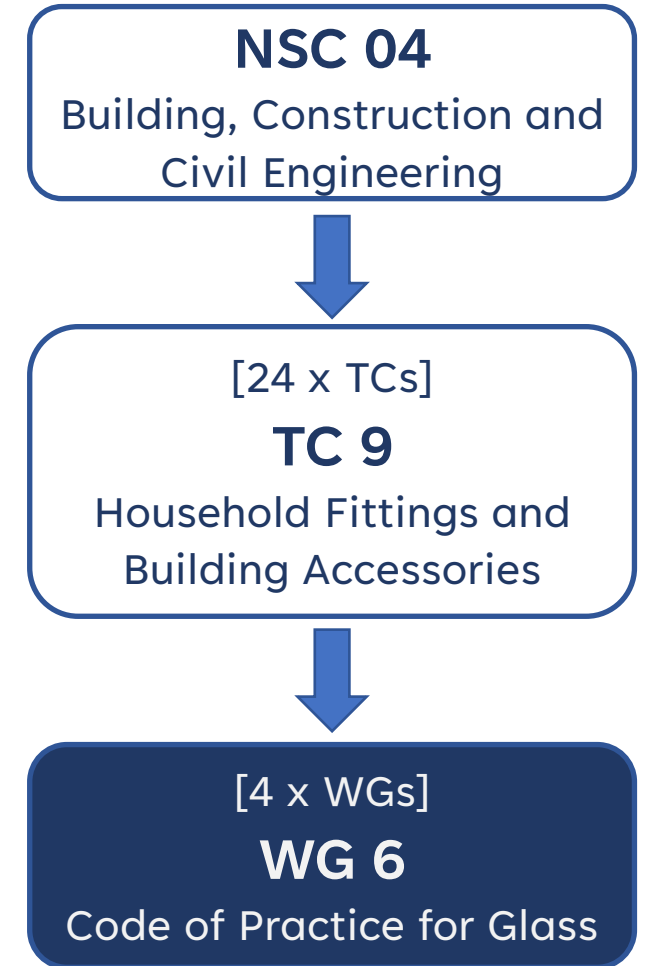 NSC 04
Building, Construction and
Civil Engineering
[24 x TCs]
TC 9
Household Fittings and
Building Accessories
[4 x WGs]
WG 6
Code of Practice for Glass